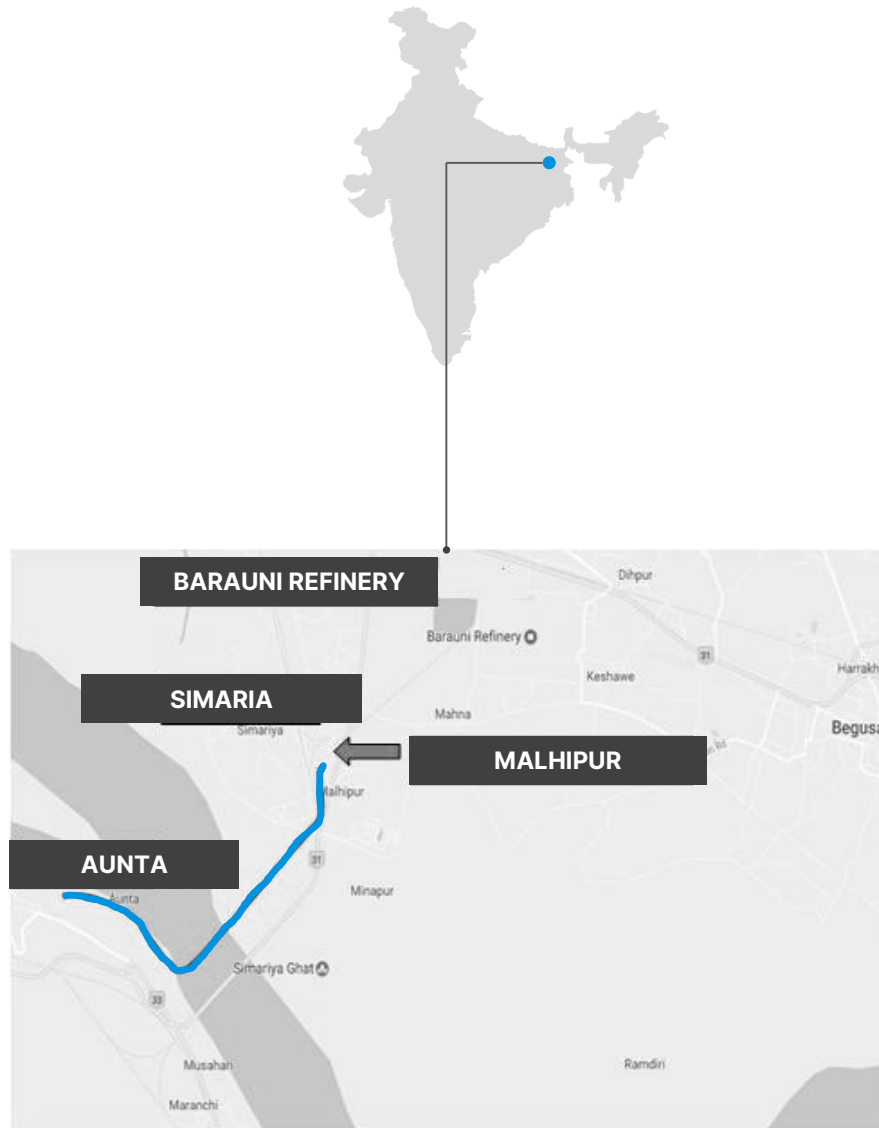 BARAUNI REFINERY
Dihpur
Barauni Refinery
31
Harrakh
Keshawe
SIMARIA
Mahna
Simariya
Begusa
MALHIPUR
Malhipur
AUNTA
31
Minapur
Aunta
Simariya Ghat
33
Musahari
Ramdiri
Maranchi